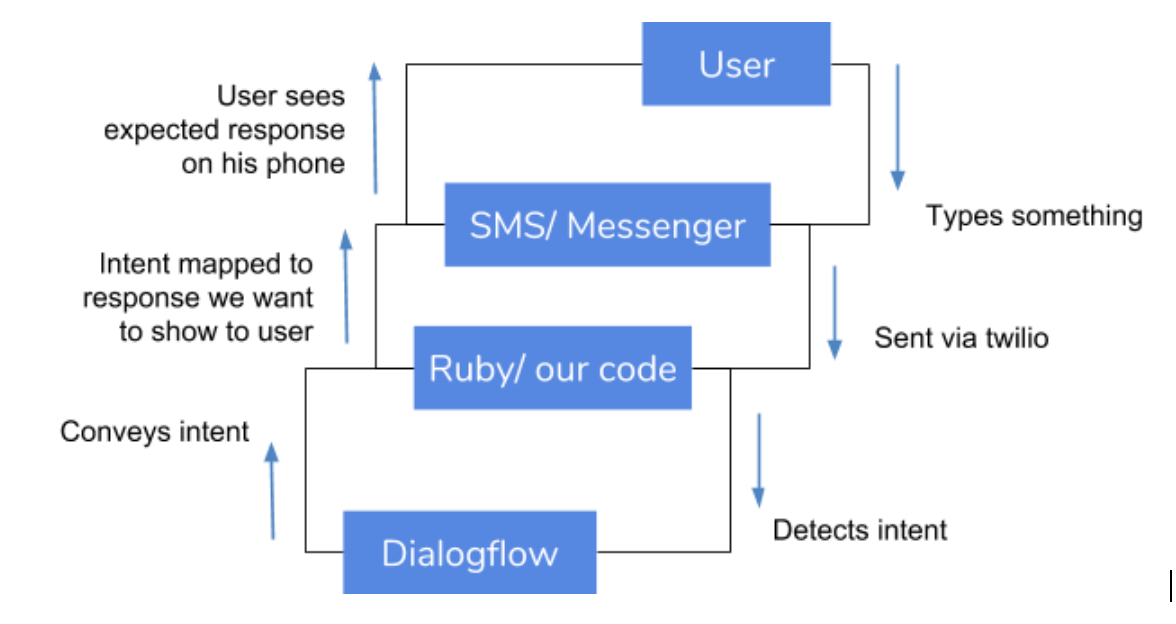 User
User sees
expected response
on his phone
Types something
SMS/ Messenger
Intent mapped to
response we want
to show to user
Sent via twilio
Ruby/ our code
Conveys intent
Detects intent
Dialogflow